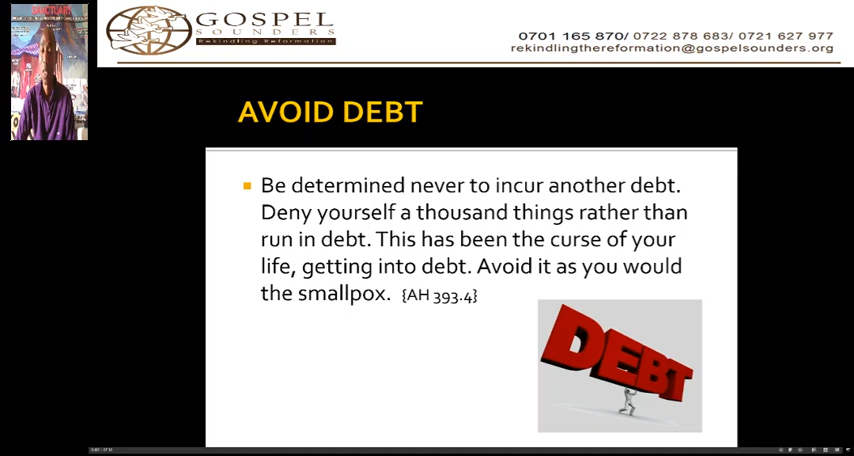 SANCTUARY
GOSPEL
SOUNDERS
Rekindling Reformation
0701 165 870/ 0722 878 683/ 0721 627 977
rekindlingthereformation@gospelsounders.org
AVOID DEBT
Be determined never to incur another debt.
Deny yourself a thousand things rather than
run in debt. This has been the curse of your
life, getting into debt. Avoid it as you would
the smallpox. {AH 393.4}
DEBT